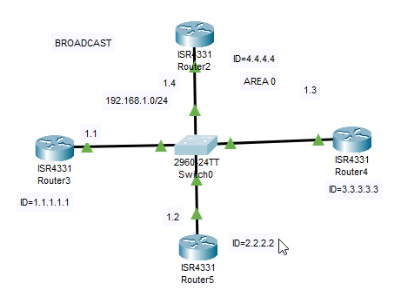 BROADCAST
ISR4331
Router2
ID=4.4.4.4
AREA 0
1.4
192.168.1.0/24
1.3
1.1
ISR4331
Router3
2960-24TT
Switch0
ISR4331
Router4
ID=1.1.1.1.1
ID=3.3.3.3.3
1.2
ID=2.2.2.2
ISR4331
Router5